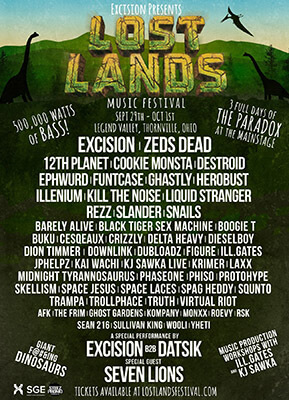 Excision Presents
LOST
LANDS
MUSIC FESTIVAL
SEPT 29TH - OCT 1ST
LEGEND VALLEY, THORNVILLE, OHIO
500,000 WATTS
OF BASS!
3 FULL DAYS OF
THE PARADOX
AT THE MAINSTAGE
EXCISION | ZEDS DEAD
12TH PLANET | COOKIE MONSTA | DESTROID
EPHWURD | FUNTCASE | GHASTLY | HEROBUST
ILLENIUM | KILL THE NOISE | LIQUID STRANGER
REZZ | SLANDER | SNAILS
BARELY ALIVE | BLACK TIGER SEX MACHINE | BOOGIE T
BUKU | CESQEAUX | CRIZZLY | DELTA HEAVY | DIESELBOY
DION TIMMER | DOWNLINK | DUBLOADZ | FIGURE | ILL.GATES
JPHELPZ | KAI WACHI | KJ SAWKA LIVE | KRIMER | LAXX
MIDNIGHT TYRANNOSAURUS | PHASEONE | PHISO | PROTOHYPE
SKELLISM | SPACE JESUS | SPACE LACES | SPAG HEDDY | SQUNTO
TRAMPA | TROLLPHACE | TRUTH | VIRTUAL RIOT
AFK | THE FRIM | GHOST GARDENS | KOMPANY | MONXX | ROEVY | RSK
SEAN 216 | SULLIVAN KING | WOOLI | YHETI
A SPECIAL PERFORMANCE BY
EXCISION B2B DATSIK
SPECIAL GUEST
SEVEN LIONS
GIANT
F@#%ING
DINOSAURS
MUSIC PRODUCTION
WORKSHOPS WITH
ILL.GATES
AND KJ SAWKA
SGE
TICKETS AVAILABLE AT LOSTLANDSFESTIVAL.COM